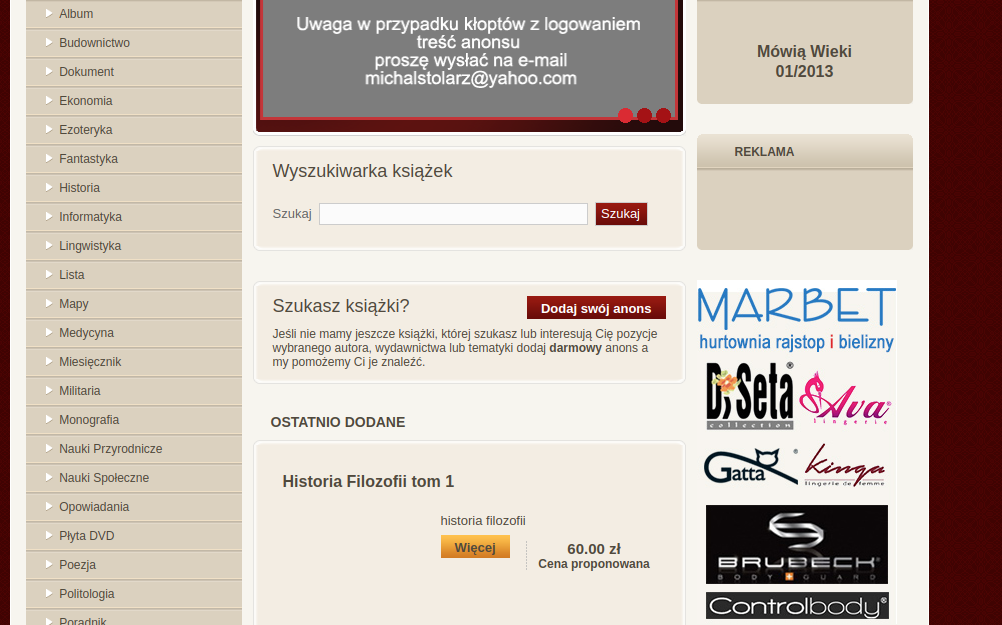 Album
Budownictwo
Dokument
Ekonomia
Ezoteryka
Fantastyka
Historia
Informatyka
Lingwistyka
Lista
Mapy
Medycyna
Miesięcznik
Militaria
Monografia
Nauki Przyrodnicze
Nauki Społeczne
Opowiadania
Płyta DVD
Poezja
Politologia
Poradnik
Uwaga w przypadku kłoptów z logowaniem
treść anonsu
proszę wysłać na e-mail
michalstolarz@yahoo.com
Wyszukiwarka książek
Szukaj
Szukaj
Szukasz książki?
Dodaj swój anons
Jeśli nie mamy jeszcze książki, której szukasz lub interesują Cię pozycje
wybranego autora, wydawnictwa lub tematyki dodaj darmowy anons a
my pomożemy Ci je znaleźć.
OSTATNIO DODANE
Historia Filozofii tom 1
historia filozofii
Więcej
60.00 zł
Cena proponowana
Mówią Wieki
01/2013
REKLAMA
MARBET
hurtownia rajstop i bielizny
DiSeta®
collection
Ava®
lingerie
Gatta®
kinga
lingerie de femme
BRUBECK®
BODY GUARD
Controlbody®